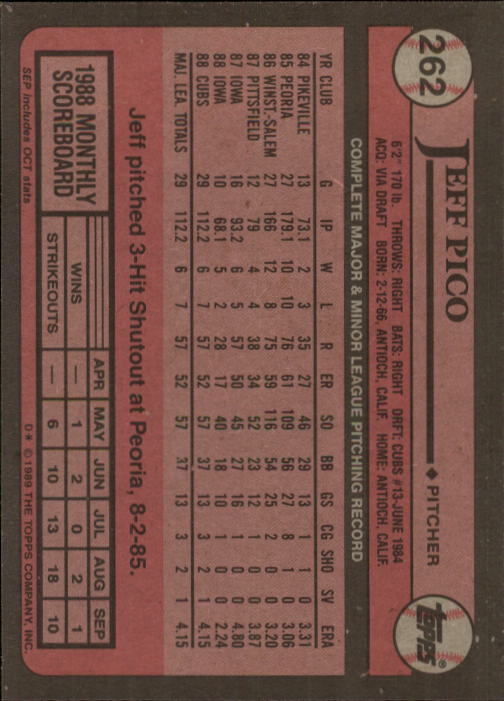 262
JEFF PICO
◆ PITCHER
TOPPS
6'2" 170 lb. THROWS: RIGHT BATS: RIGHT DRFT: CUBS #13-JUNE 1984
ACQ: VIA DRAFT BORN: 2-12-66, ANTIOCH, CALIF. HOME: ANTIOCH, CALIF.
COMPLETE MAJOR & MINOR LEAGUE PITCHING RECORD
YR CLUB G IP W L R ER SO BB GS CG SHO SV ERA
84 PIKEVILLE 13 73.1 2 3 35 27 46 29 13 1 1 0 3.31
85 PEORIA 27 179.1 10 10 76 61 109 56 27 8 1 0 3.06
86 WINST.-SALEM 27 166 12 8 75 59 116 54 25 2 0 0 3.20
87 PITTSFIELD 12 79 4 4 38 34 52 23 12 1 0 0 3.87
87 IOWA 16 93.2 6 5 57 50 45 27 16 1 0 0 4.80
88 IOWA 10 68.1 5 2 28 17 40 18 10 1 0 0 2.24
88 CUBS 29 112.2 6 7 57 52 57 37 13 3 2 1 4.15
MAJ. LEA. TOTALS 29 112.2 6 7 57 52 57 37 13 3 2 1 4.15
Jeff pitched 3-Hit Shutout at Peoria, 8-2-85.
1988 MONTHLY
SCOREBOARD
APR MAY JUN JUL AUG SEP
WINS — 1 2 0 2 1
STRIKEOUTS — 6 10 13 18 10
SEP includes OCT stats
D* © 1989 THE TOPPS COMPANY, INC.